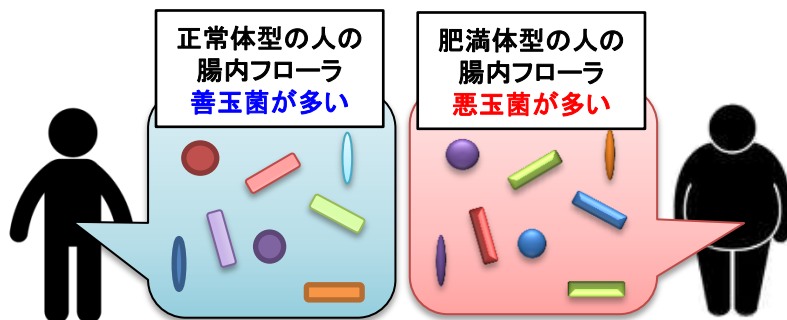 正常体型の人の
腸内フローラ
善玉菌が多い
肥満体型の人の
腸内フローラ
悪玉菌が多い